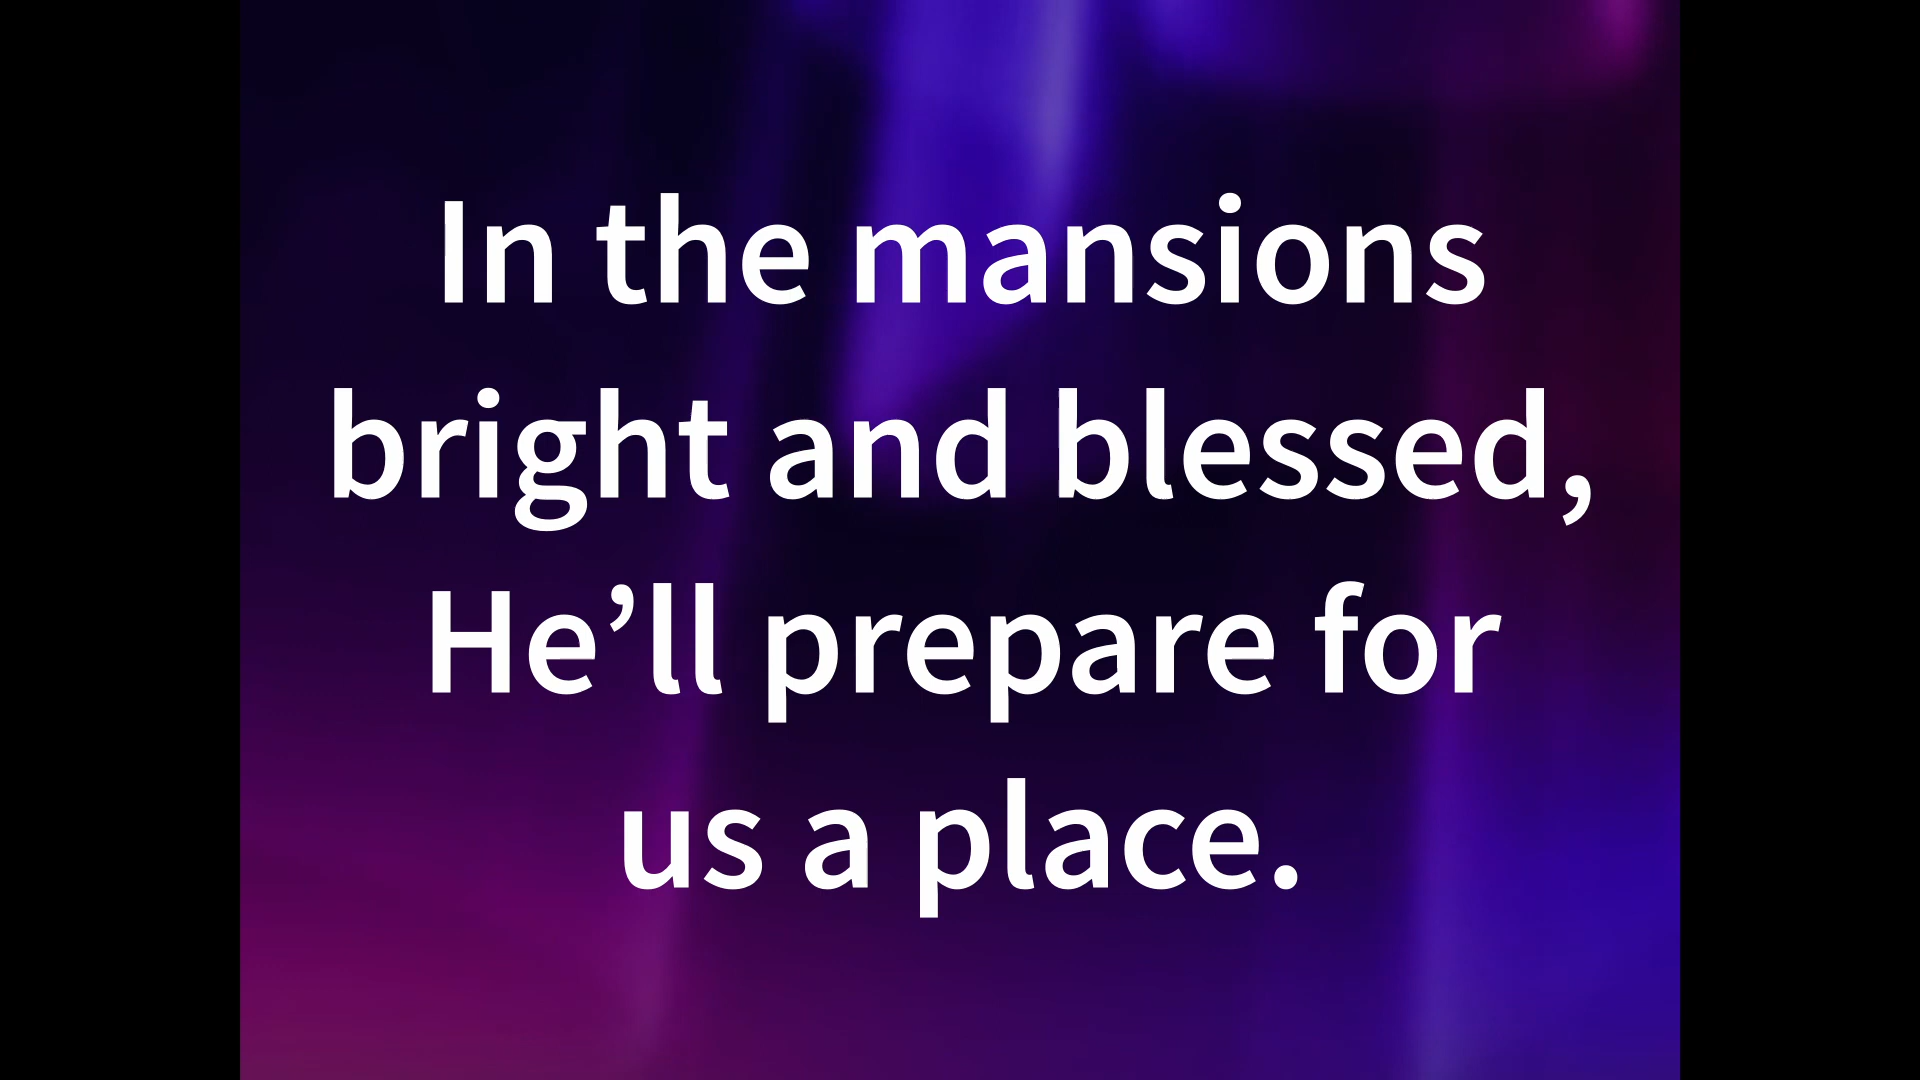 In the mansions
bright and blessed,
He’ll prepare for
us a place.